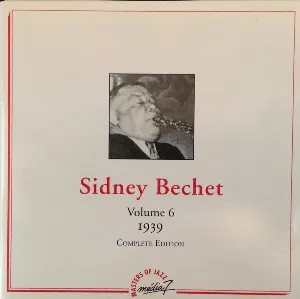 Sidney Bechet
Volume 6
1939
COMPLETE EDITION
MASTERS OF JAZZ
média 7